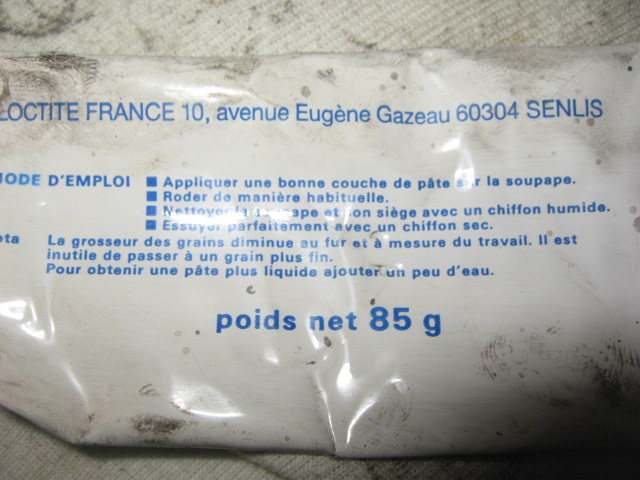 LOCTITE FRANCE 10, avenue Eugène Gazeau 60304 SENLIS
MODE D'EMPLOI ■ Appliquer une bonne couche de pâte sur la soupape.
■ Roder de manière habituelle.
■ Nettoyer la soupape et son siège avec un chiffon humide.
■ Essuyer parfaitement avec un chiffon sec.
ota La grosseur des grains diminue au fur et à mesure du travail. Il est
inutile de passer à un grain plus fin.
Pour obtenir une pâte plus liquide ajouter un peu d'eau.
poids net 85 g